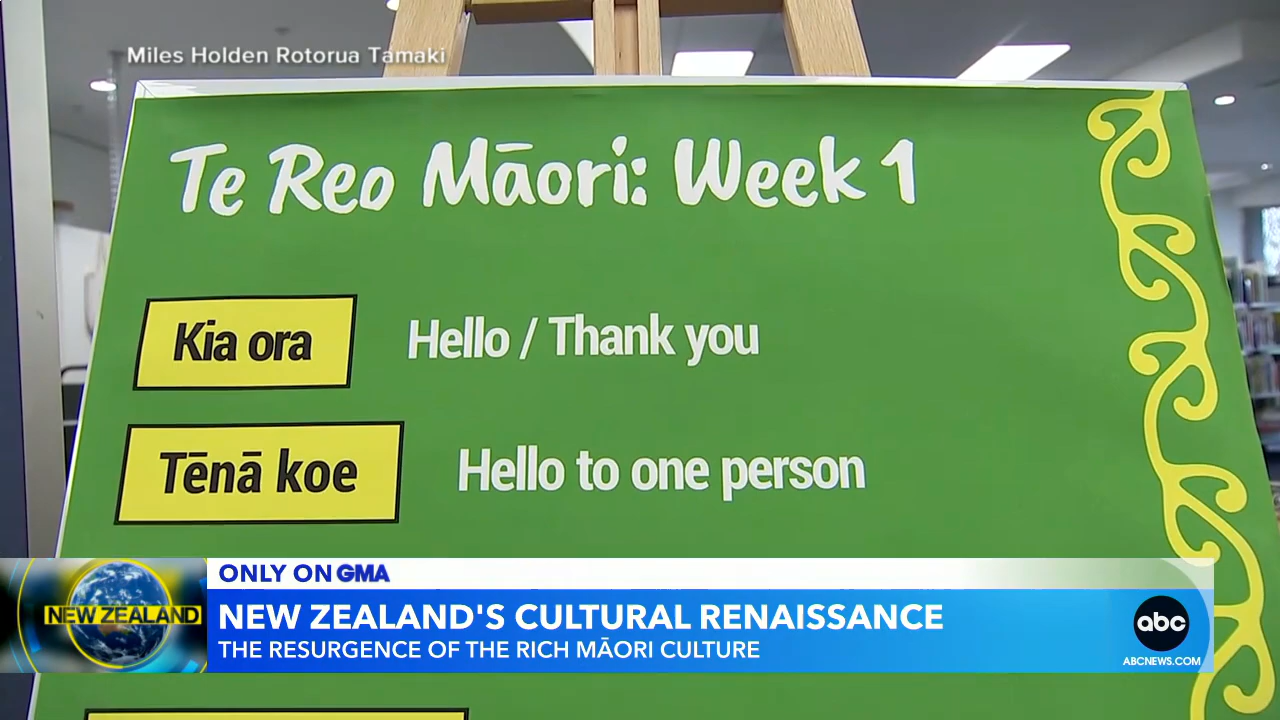 Miles Holden Rotorua Tamaki
Te Reo Māori: Week 1
Kia ora Hello / Thank you
Tēnā koe Hello to one person
ONLY ON GMA
NEW ZEALAND
NEW ZEALAND'S CULTURAL RENAISSANCE
THE RESURGENCE OF THE RICH MĀORI CULTURE
abc
ABCNEWS.COM